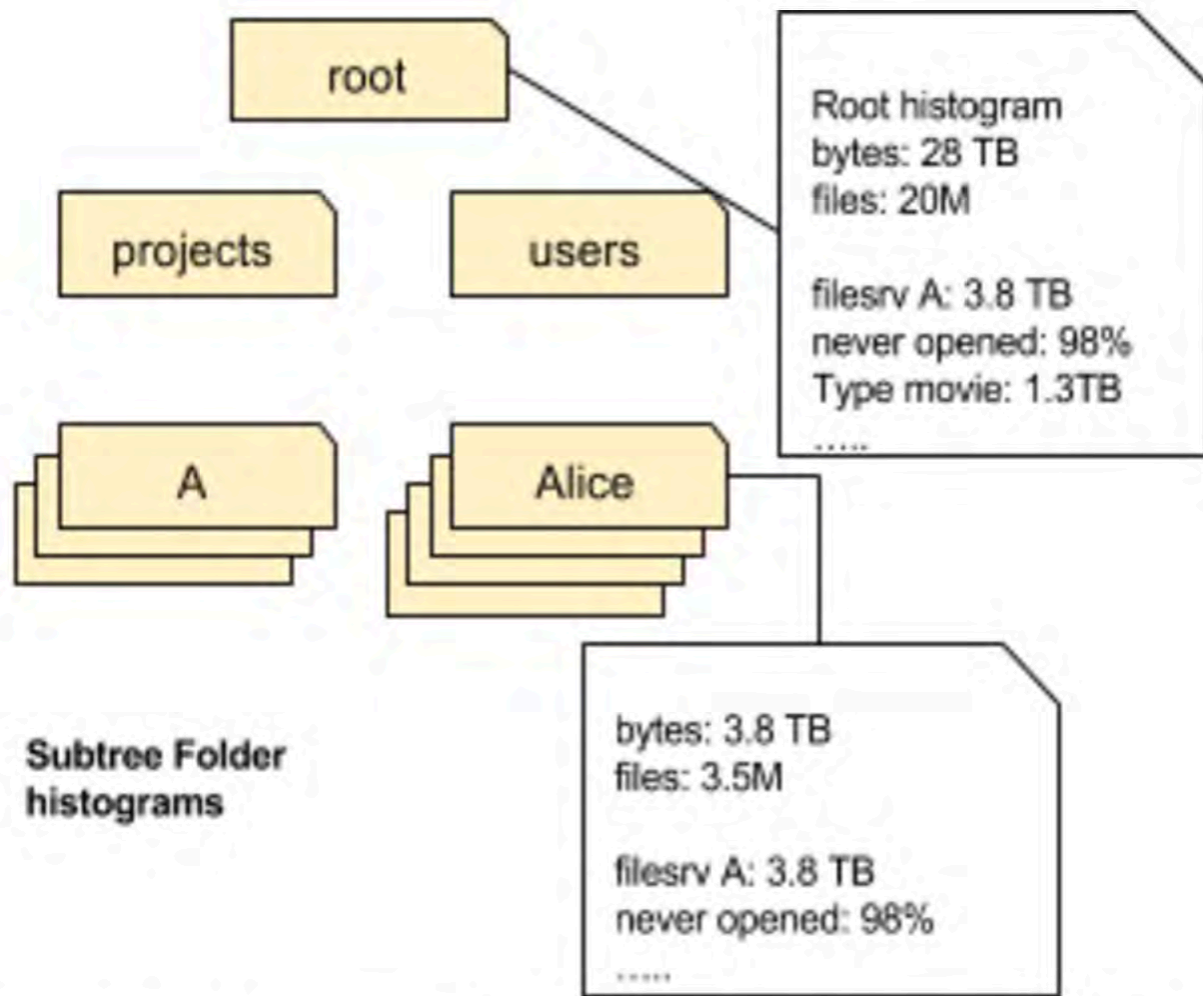 root
Root histogram
bytes: 28 TB
files: 20M
filesrv A: 3.8 TB
never opened: 98%
Type movie: 1.3TB
.....
projects
users
A
Alice
Subtree Folder
histograms
bytes: 3.8 TB
files: 3.5M
filesrv A: 3.8 TB
never opened: 98%
.....